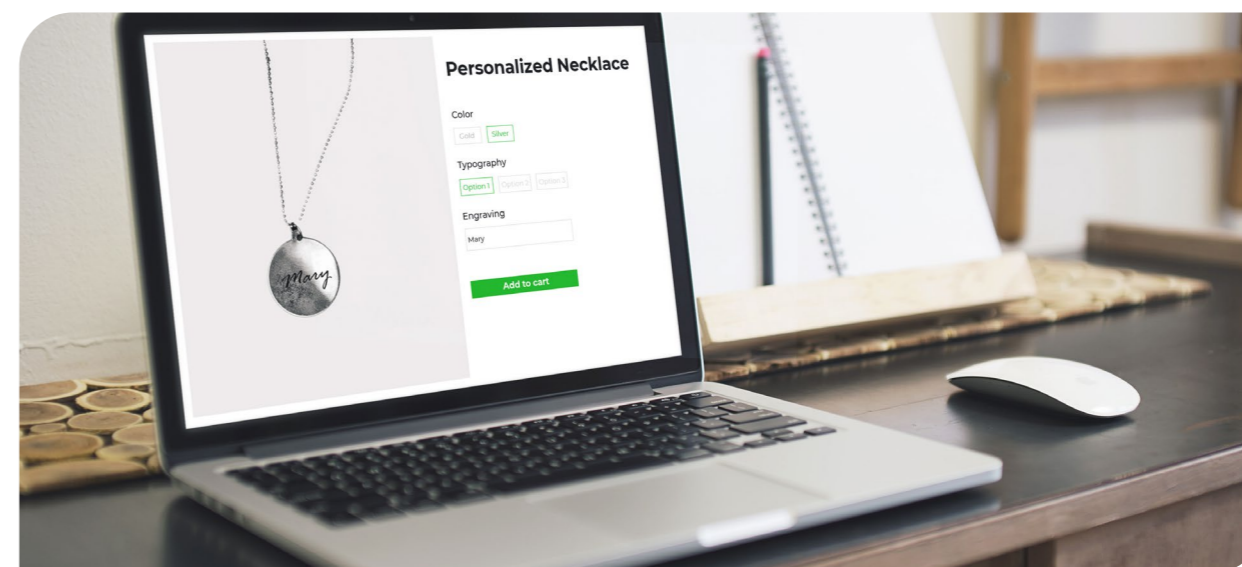 Personalized Necklace
Color
Gold Silver
Typography
Option 1 Option 2 Option 3
Engraving
Mary
Add to cart
Mary